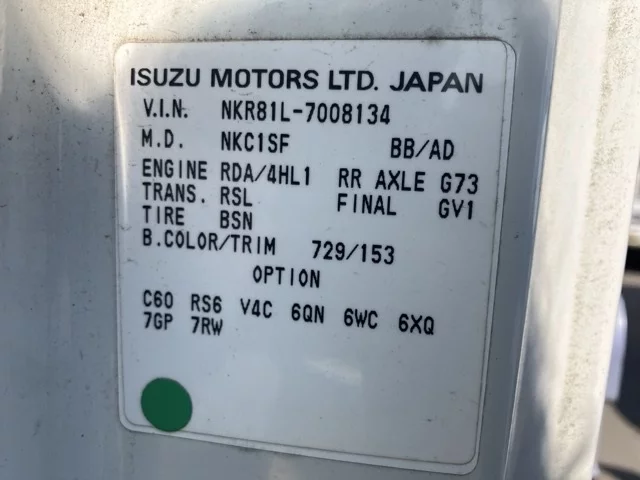 ISUZU MOTORS LTD. JAPAN
V.I.N. NKR81L-7008134
M.D. NKC1SF BB/AD
ENGINE RDA/4HL1 RR AXLE G73
TRANS. RSL FINAL GV1
TIRE BSN
B.COLOR/TRIM 729/153
OPTION
C60 RS6 V4C 6QN 6WC 6XQ
7GP 7RW